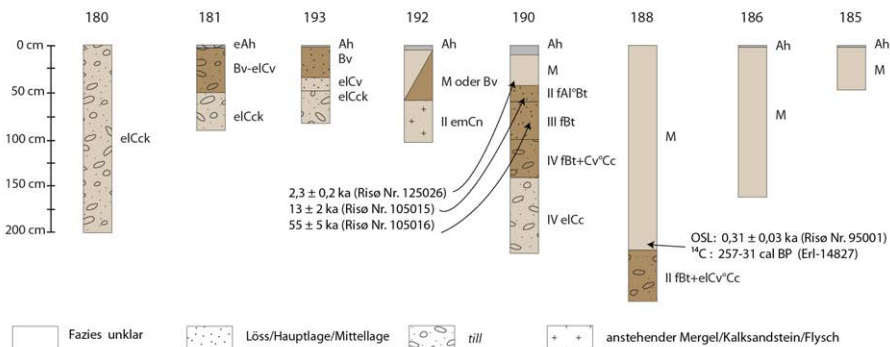 180 181 193 192 190 188 186 185
0 cm
50 cm
100 cm
150 cm
200 cm
elCck
eAh
Bv-elCv
elCck
Ah
Bv
elCv
elCck
Ah
M oder Bv
II emCn
Ah
M
II fAl°Bt
III fBt
IV fBt+Cv°Cc
IV elCc
M
II fBt+elCv°Cc
Ah
M
Ah
M
2,3 ± 0,2 ka (Risø Nr. 125026)
13 ± 2 ka (Risø Nr. 105015)
55 ± 5 ka (Risø Nr. 105016)
OSL: 0,31 ± 0,03 ka (Risø Nr. 95001)
¹⁴C : 257-31 cal BP (Erl-14827)
Fazies unklar Löss/Hauptlage/Mittellage till anstehender Mergel/Kalksandstein/Flysch